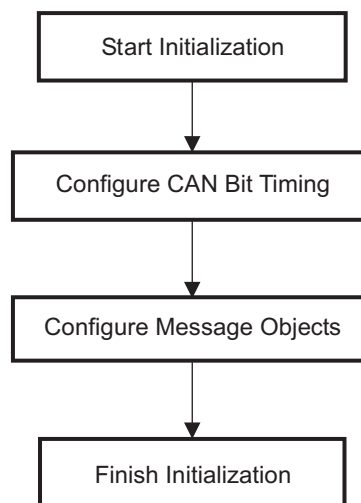 Start Initialization
Configure CAN Bit Timing
Configure Message Objects
Finish Initialization